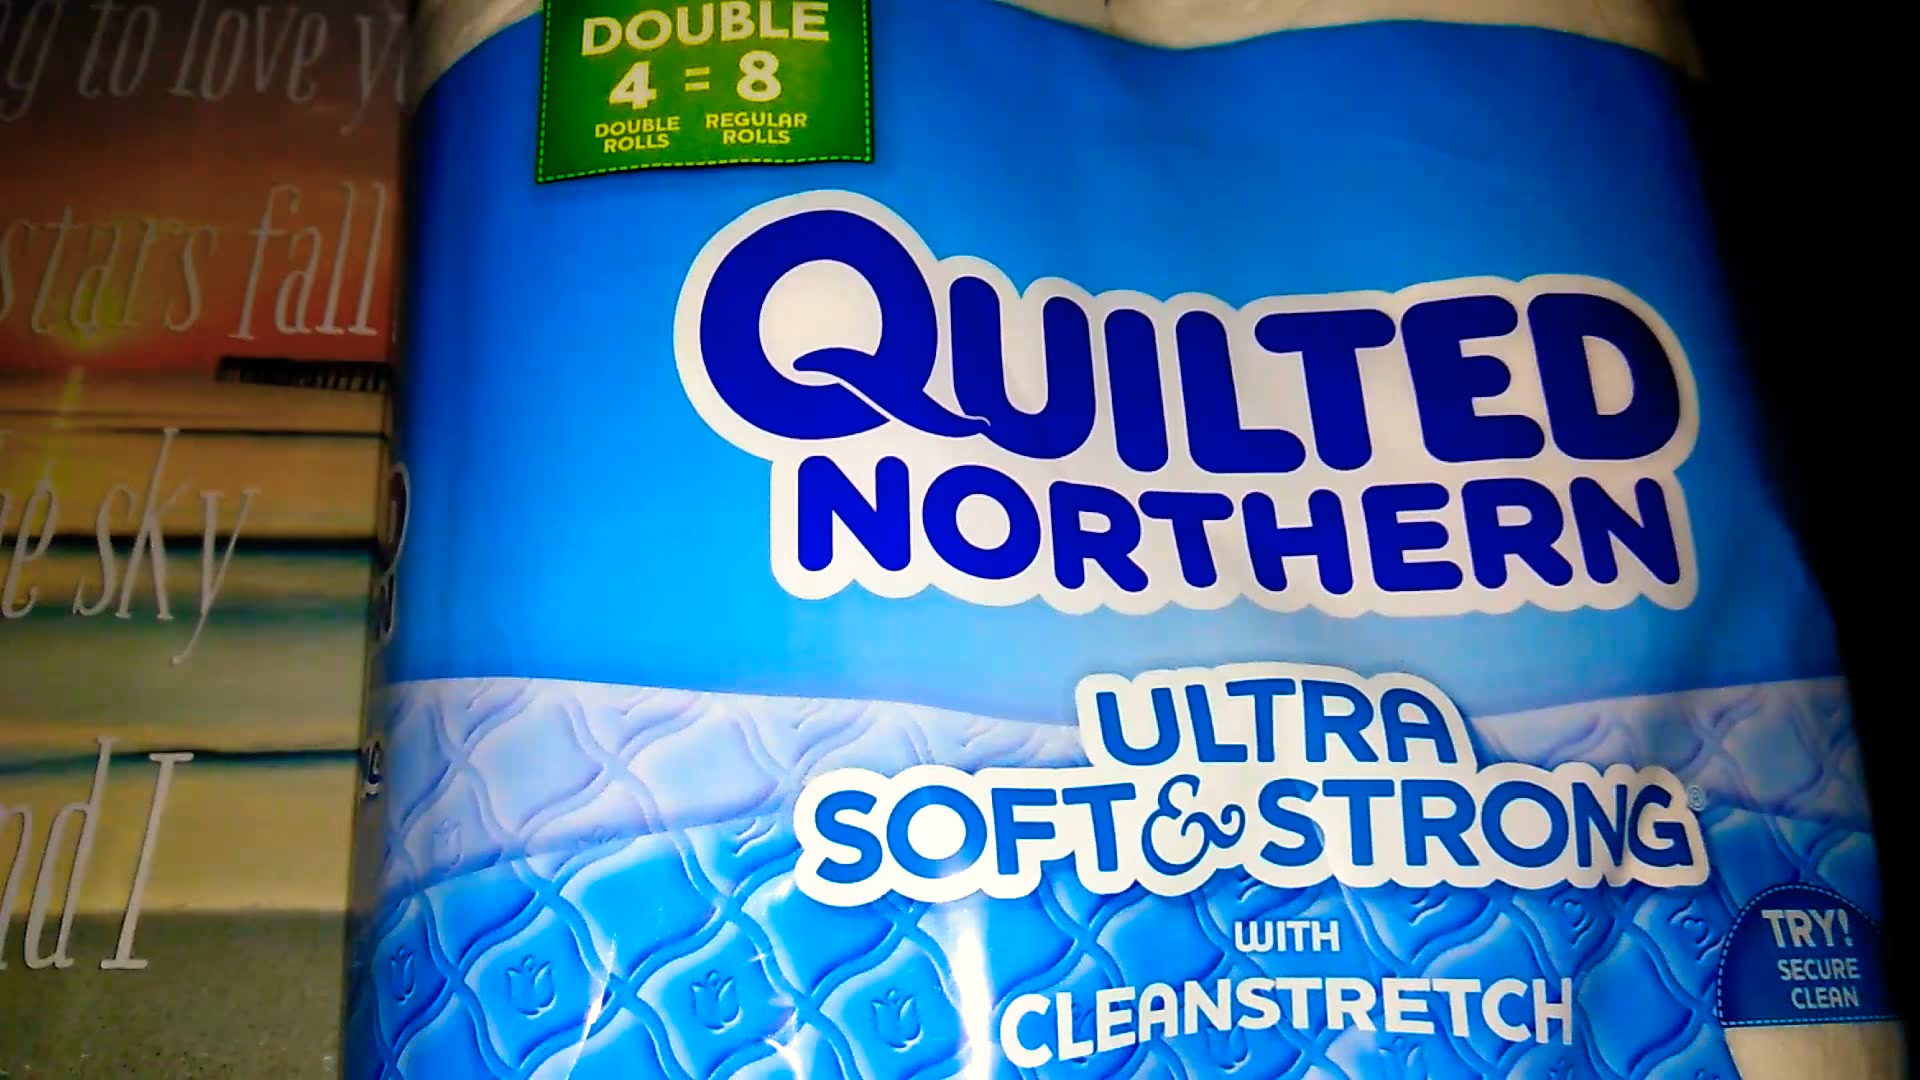 to love
stars fall
sky
I
DOUBLE
4 = 8
DOUBLE ROLLS REGULAR ROLLS
QUILTED
NORTHERN
ULTRA
SOFT & STRONG®
WITH
CLEANSTRETCH
TRY!
SECURE
CLEAN